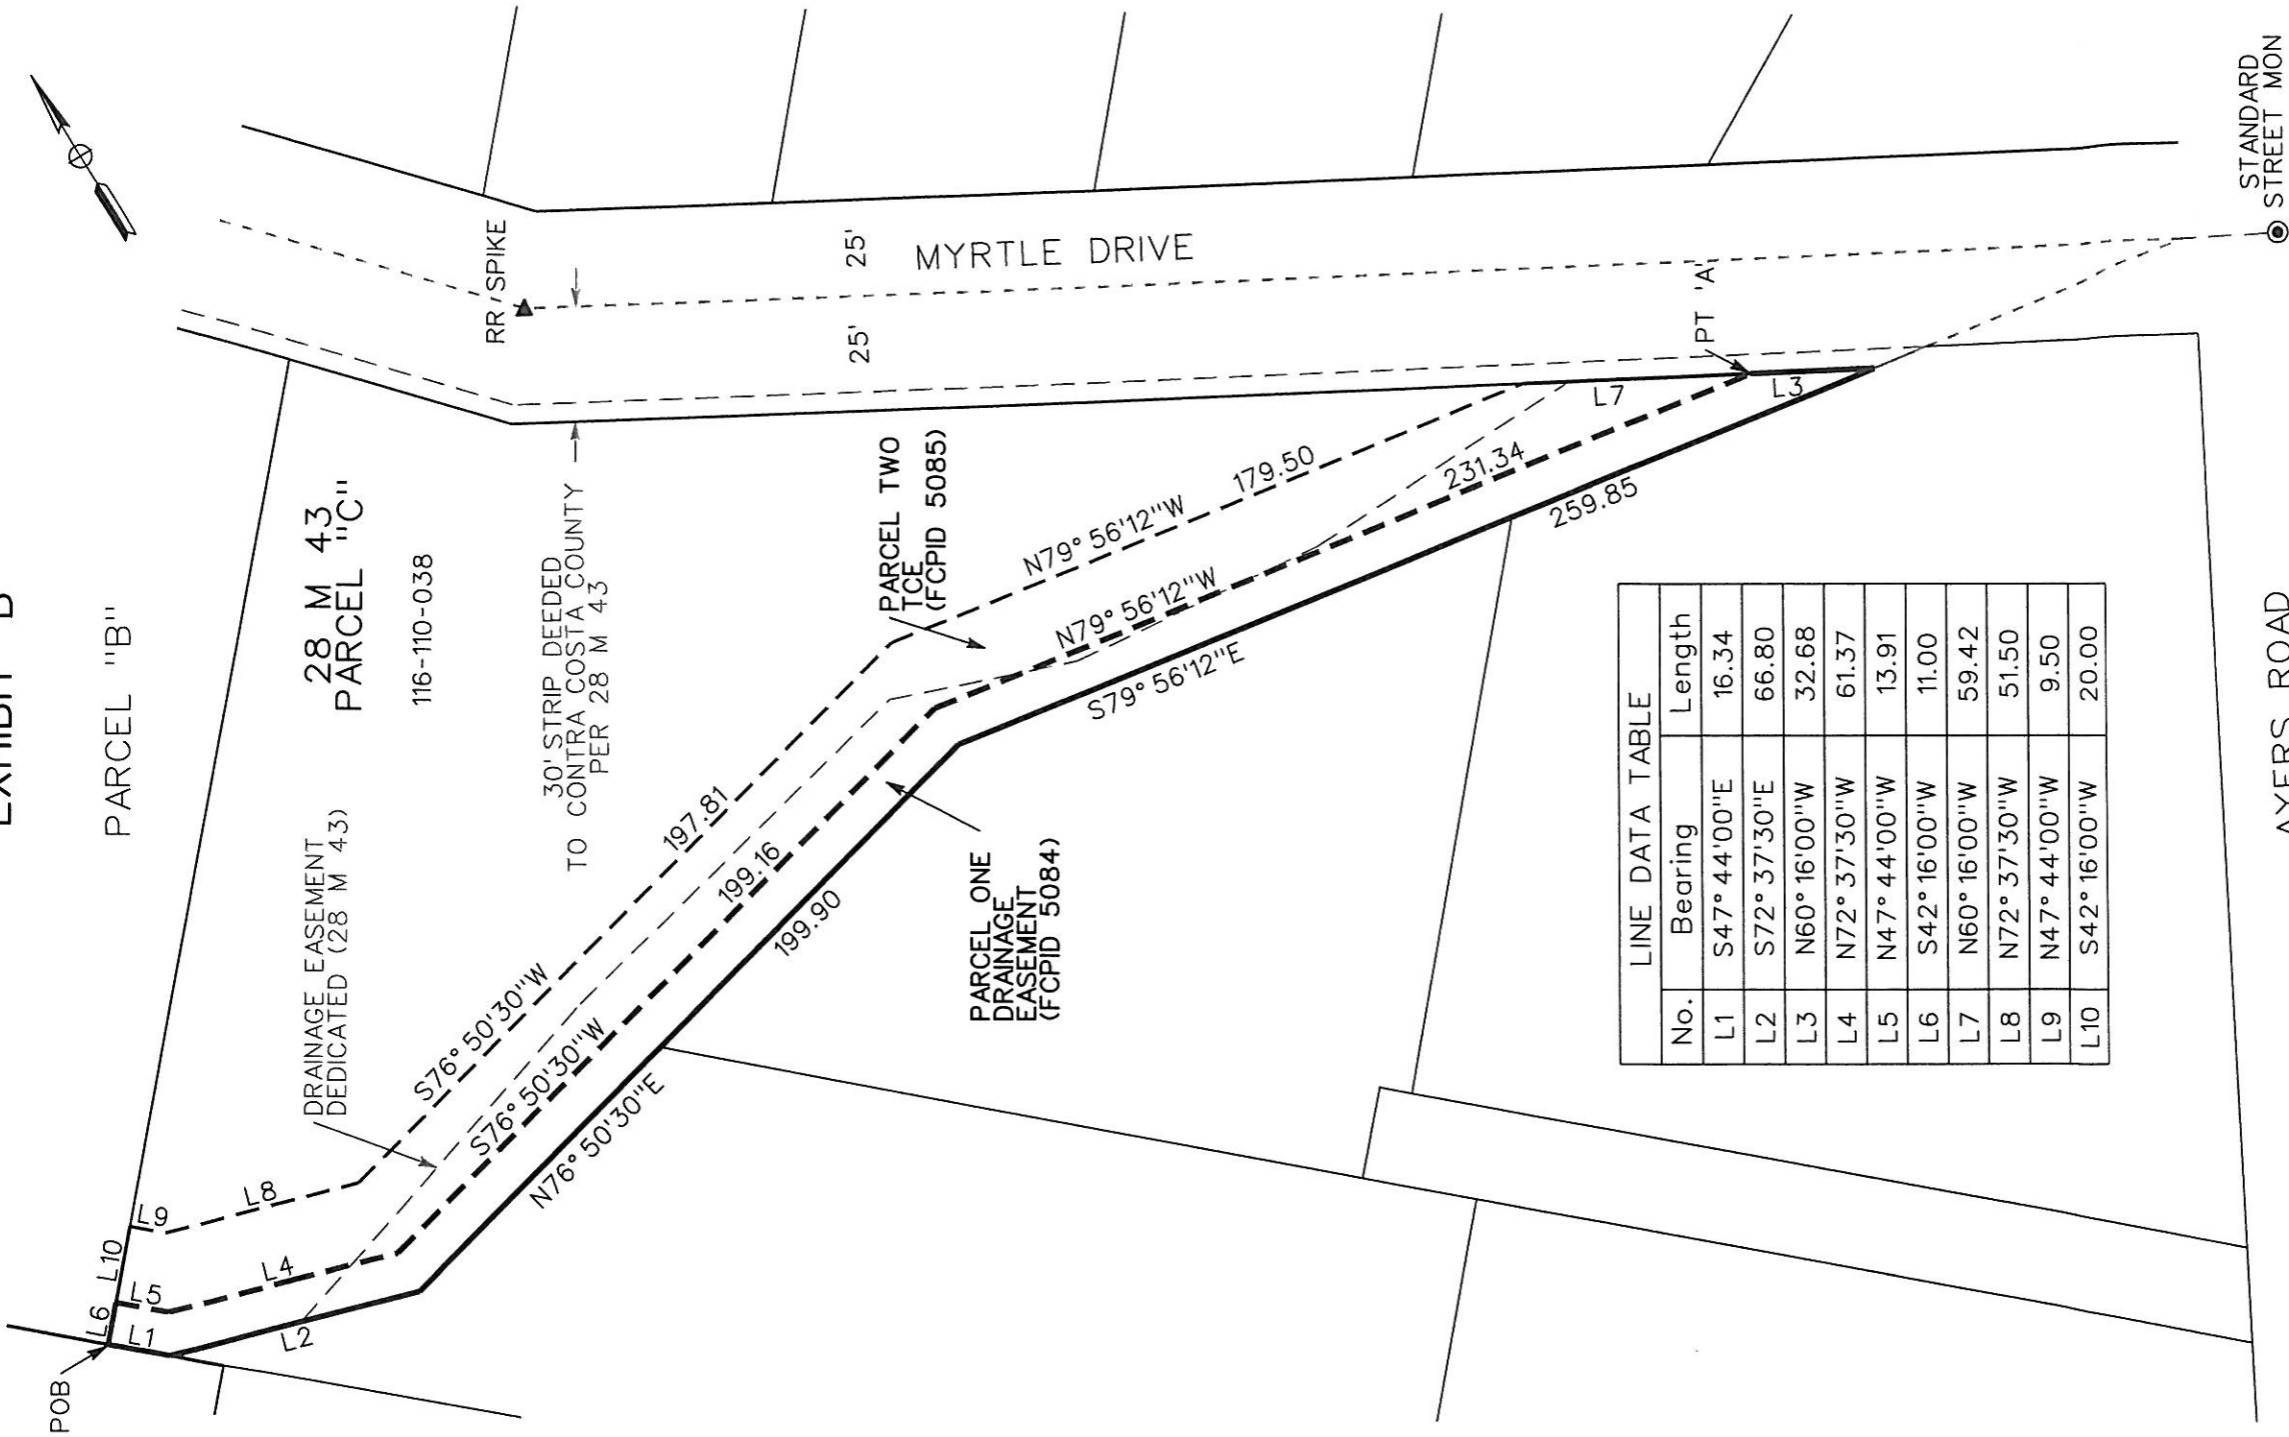 PARCEL "B"
28 M 43
PARCEL "C"
116-110-038
DRAINAGE EASEMENT
DEDICATED (28 M 43)
30' STRIP DEEDED
TO CONTRA COSTA COUNTY
PER 28 M 43
RR SPIKE
25'
25'
MYRTLE DRIVE
PT 'A'
STANDARD
STREET MON
POB
L6
L10
L1
L5
L9
L2
L4
L8
S76° 50'30"W
197.81
S76° 50'30"W
199.16
N76° 50'30"E
199.90
PARCEL TWO
TCE
(FCPID 5085)
N79° 56'12"W
179.50
N79° 56'12"W
231.34
S79° 56'12"E
259.85
L7
L3
PARCEL ONE
DRAINAGE
EASEMENT
(FCPID 5084)
LINE DATA TABLE
No. Bearing Length
L1 S47° 44'00"E 16.34
L2 S72° 37'30"E 66.80
L3 N60° 16'00"W 32.68
L4 N72° 37'30"W 61.37
L5 N47° 44'00"W 13.91
L6 S42° 16'00"W 11.00
L7 N60° 16'00"W 59.42
L8 N72° 37'30"W 51.50
L9 N47° 44'00"W 9.50
L10 S42° 16'00"W 20.00
AYERS ROAD